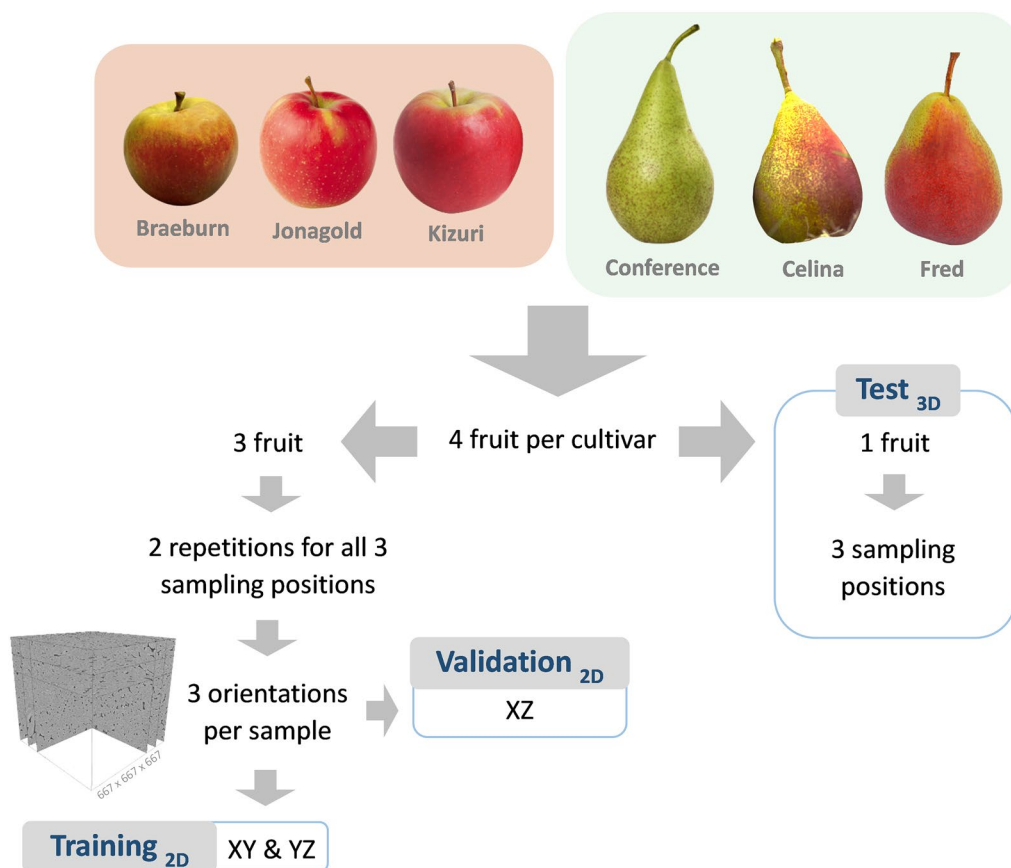 Braeburn
Jonagold
Kizuri
Conference
Celina
Fred
4 fruit per cultivar
3 fruit
2 repetitions for all 3
sampling positions
3 orientations
per sample
667 x 667 x 667
Validation 2D
XZ
Training 2D
XY & YZ
Test 3D
1 fruit
3 sampling
positions